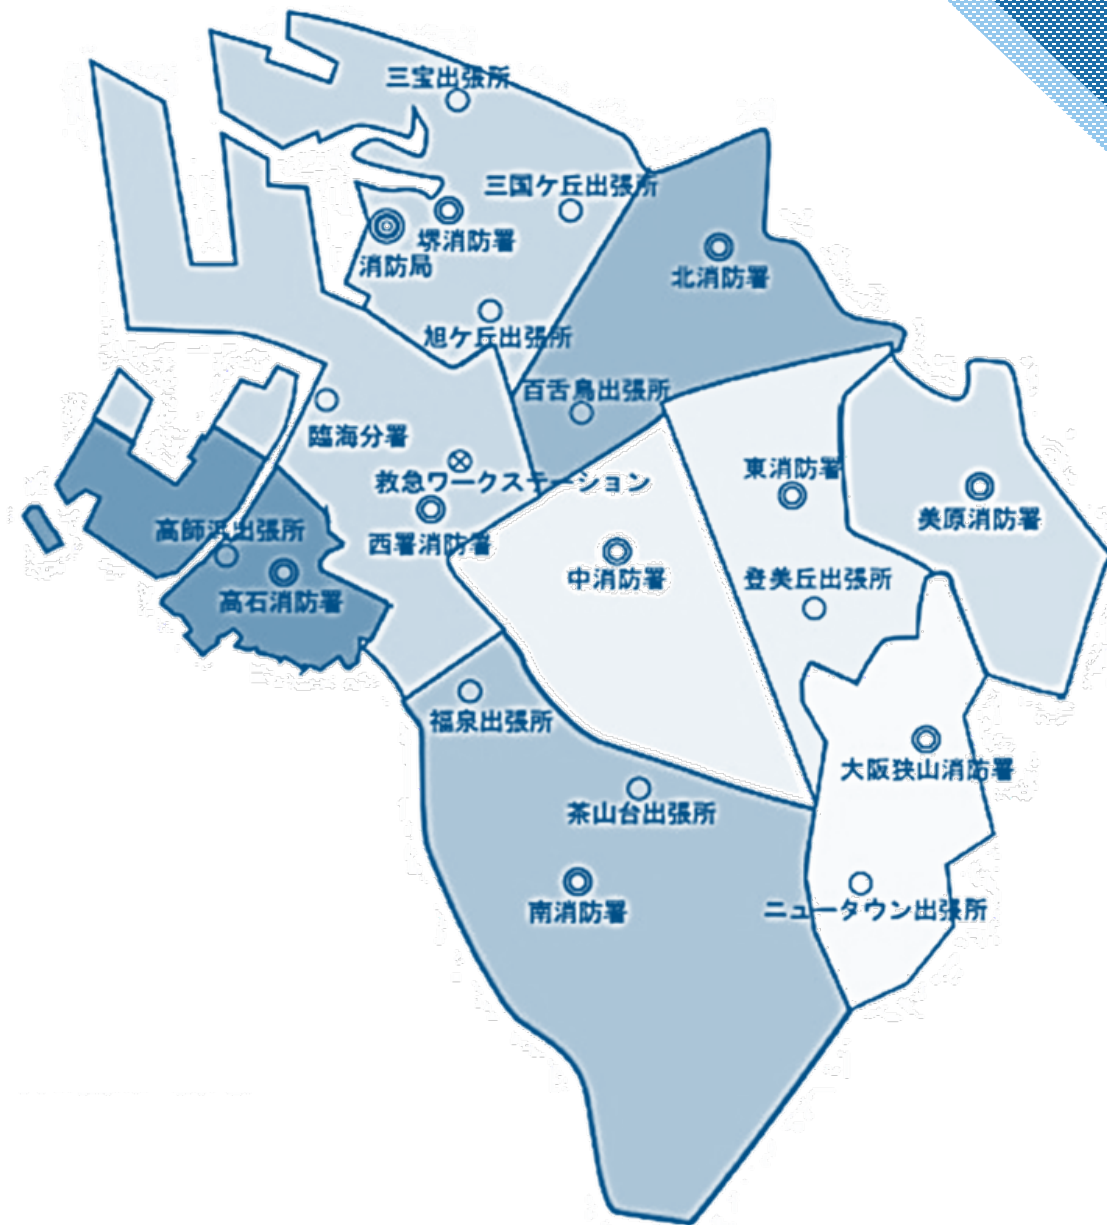 三宝出張所
三国ケ丘出張所
堺消防署
消防局
北消防署
旭ケ丘出張所
百舌鳥出張所
臨海分署
救急ワークステーション
東消防署
西署消防署
美原消防署
高師浜出張所
中消防署
登美丘出張所
高石消防署
福泉出張所
大阪狭山消防署
茶山台出張所
南消防署
ニュータウン出張所